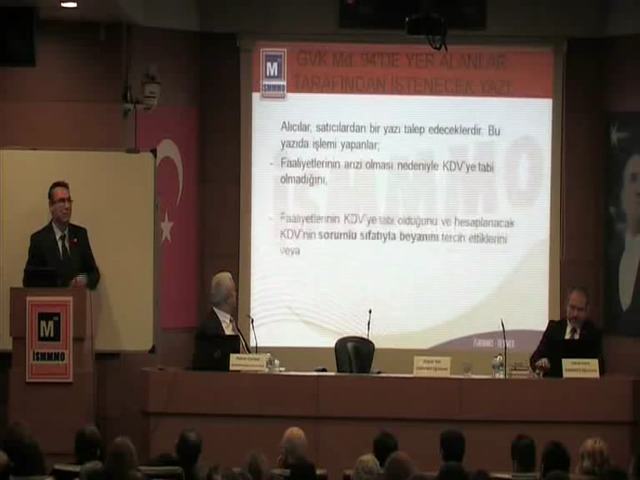 GVK Md. 94'DE YER ALANLAR
TARAFINDAN İSTENECEK YAZI
M
İSMMMO
Alıcılar, satıcılardan bir yazı talep edeceklerdir. Bu
yazıda işlemi yapanlar;
- Faaliyetlerinin arızi olması nedeniyle KDV'ye tabi
olmadığını,
- Faaliyetlerinin KDV'ye tabi olduğunu ve hesaplanacak
KDV'nin sorumlu sıfatıyla beyanını tercih ettiklerini
veya
İSMMMO
M
İSMMMO